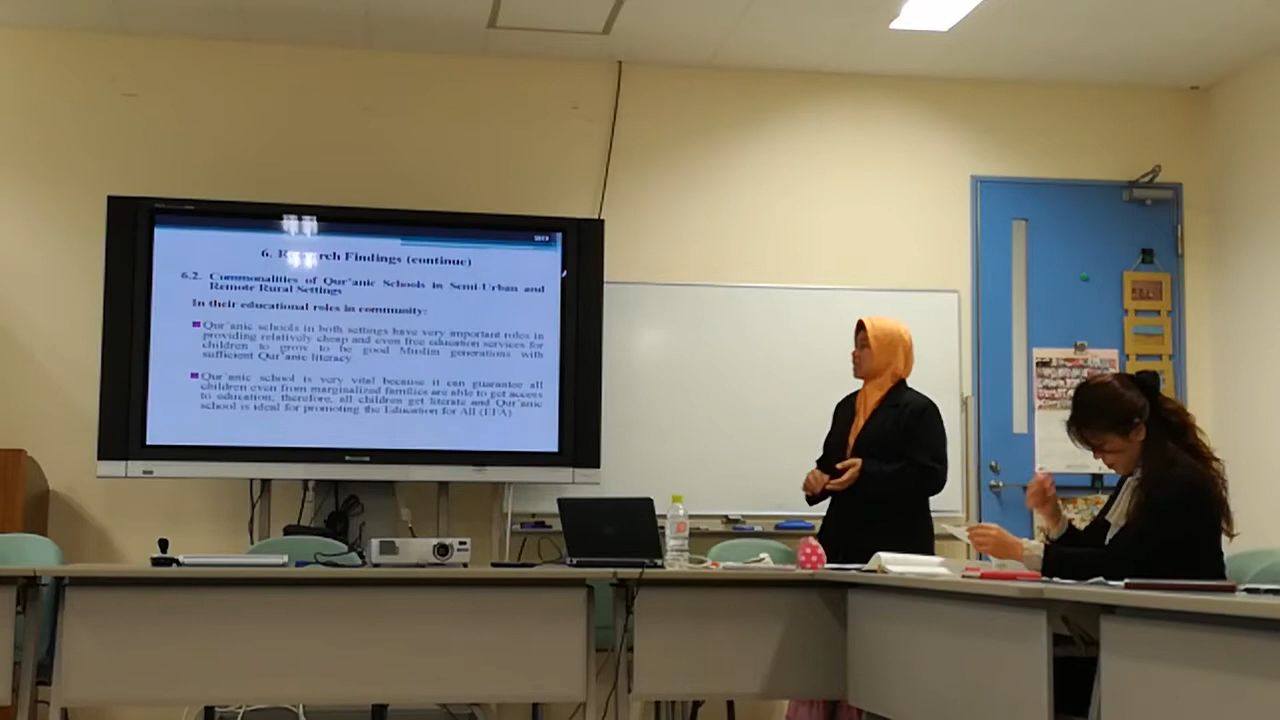 6. Research Findings (continue)
6.2. Commonalities of Qur'anic Schools in Semi-Urban and
Remote Rural Settings
In their educational roles in community:
Qur'anic schools in both settings have very important roles in
providing relatively cheap and even free education services for
children to grow to be good Muslim generations with
sufficient Qur'anic literacy
Qur'anic school is very vital because it can guarantee all
children even from marginalized families are able to get access
to education, therefore, all children get literate and Qur'anic
school is ideal for promoting the Education for All (EFA)